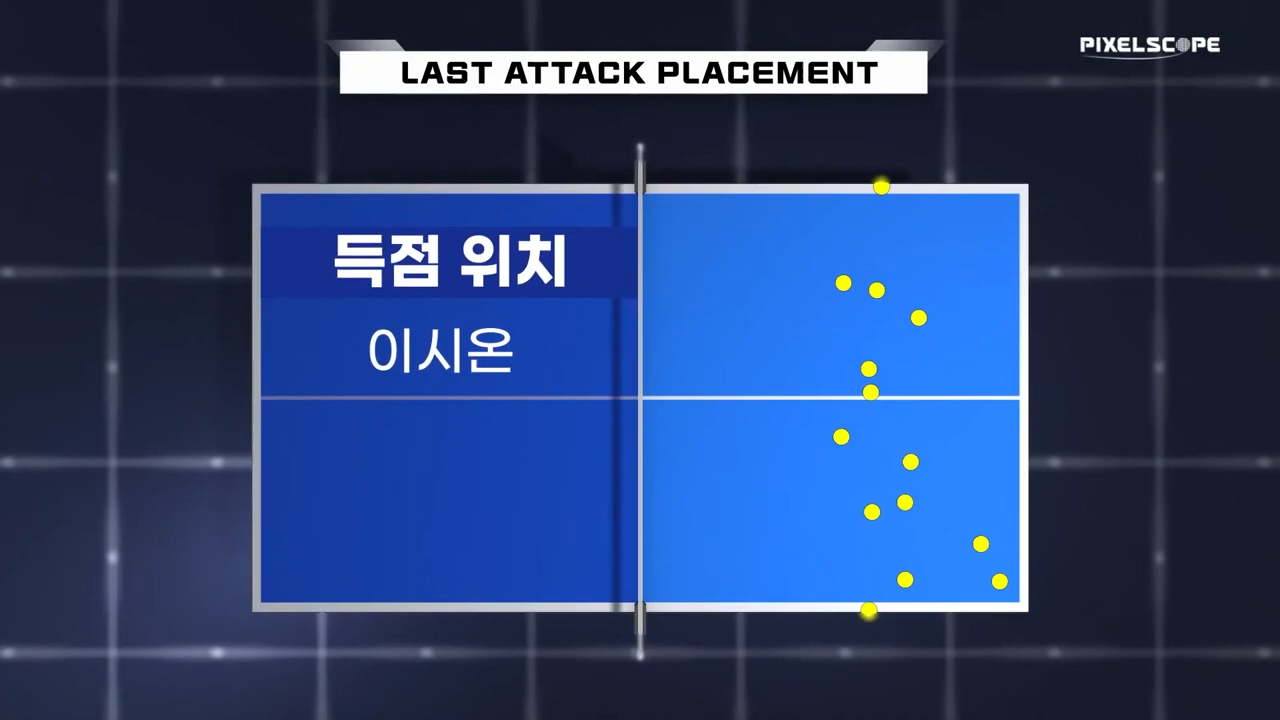 PIXELSCOPE
LAST ATTACK PLACEMENT
득점 위치
이시온